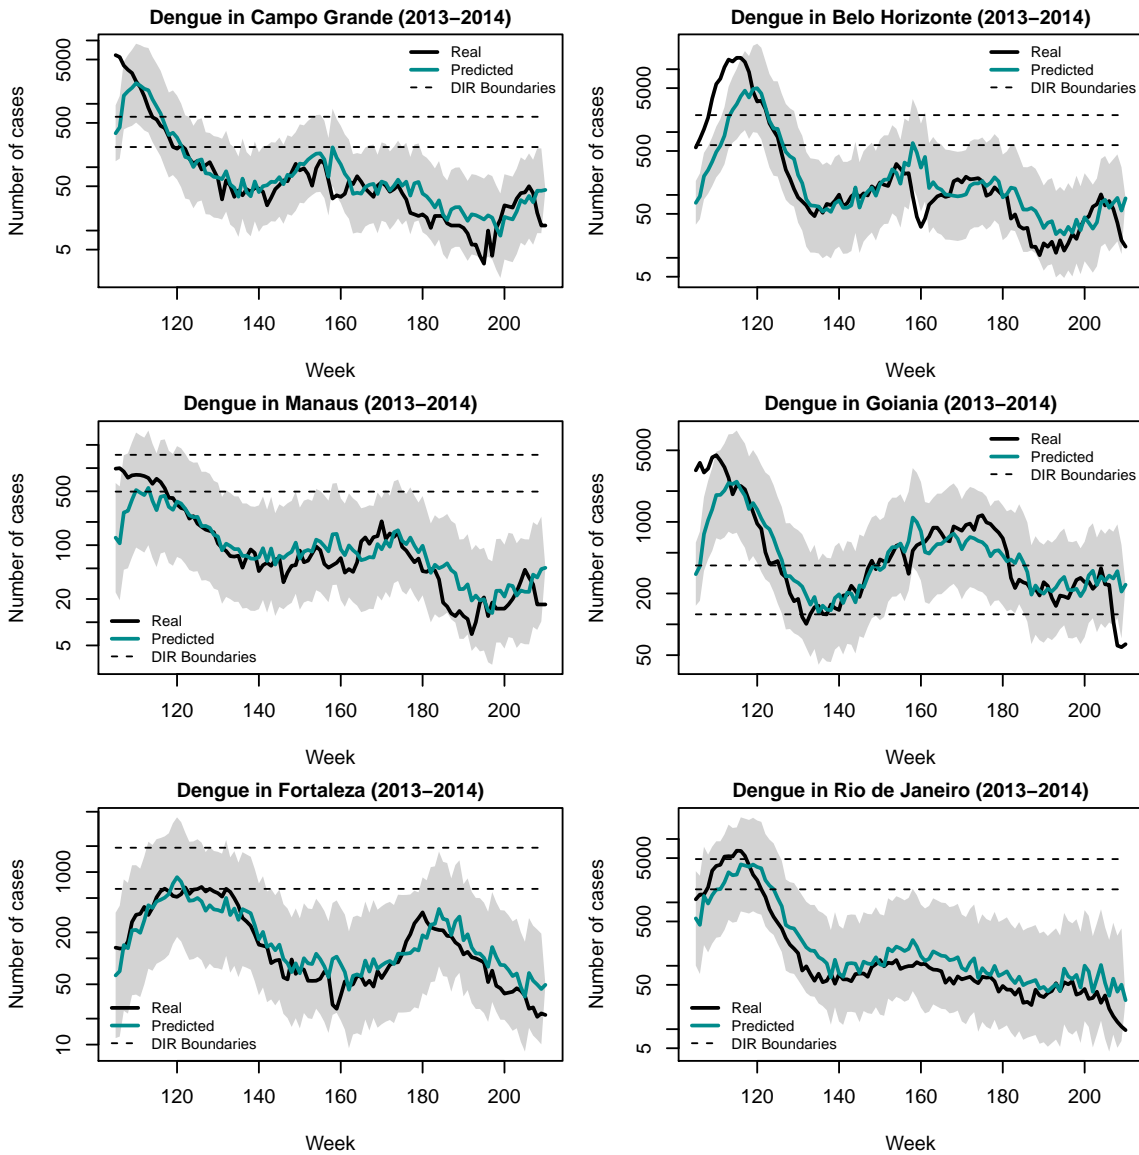 Dengue in Campo Grande (2013−2014)
Number of cases
5000
500
50
5
Real
Predicted
DIR Boundaries
120 140 160 180 200
Week
Dengue in Belo Horizonte (2013−2014)
Number of cases
5000
500
50
5
Real
Predicted
DIR Boundaries
120 140 160 180 200
Week
Dengue in Manaus (2013−2014)
Number of cases
500
100
20
5
Real
Predicted
DIR Boundaries
120 140 160 180 200
Week
Dengue in Goiania (2013−2014)
Number of cases
5000
1000
200
50
Real
Predicted
DIR Boundaries
120 140 160 180 200
Week
Dengue in Fortaleza (2013−2014)
Number of cases
1000
200
50
10
Real
Predicted
DIR Boundaries
120 140 160 180 200
Week
Dengue in Rio de Janeiro (2013−2014)
Number of cases
5000
500
50
5
Real
Predicted
DIR Boundaries
120 140 160 180 200
Week